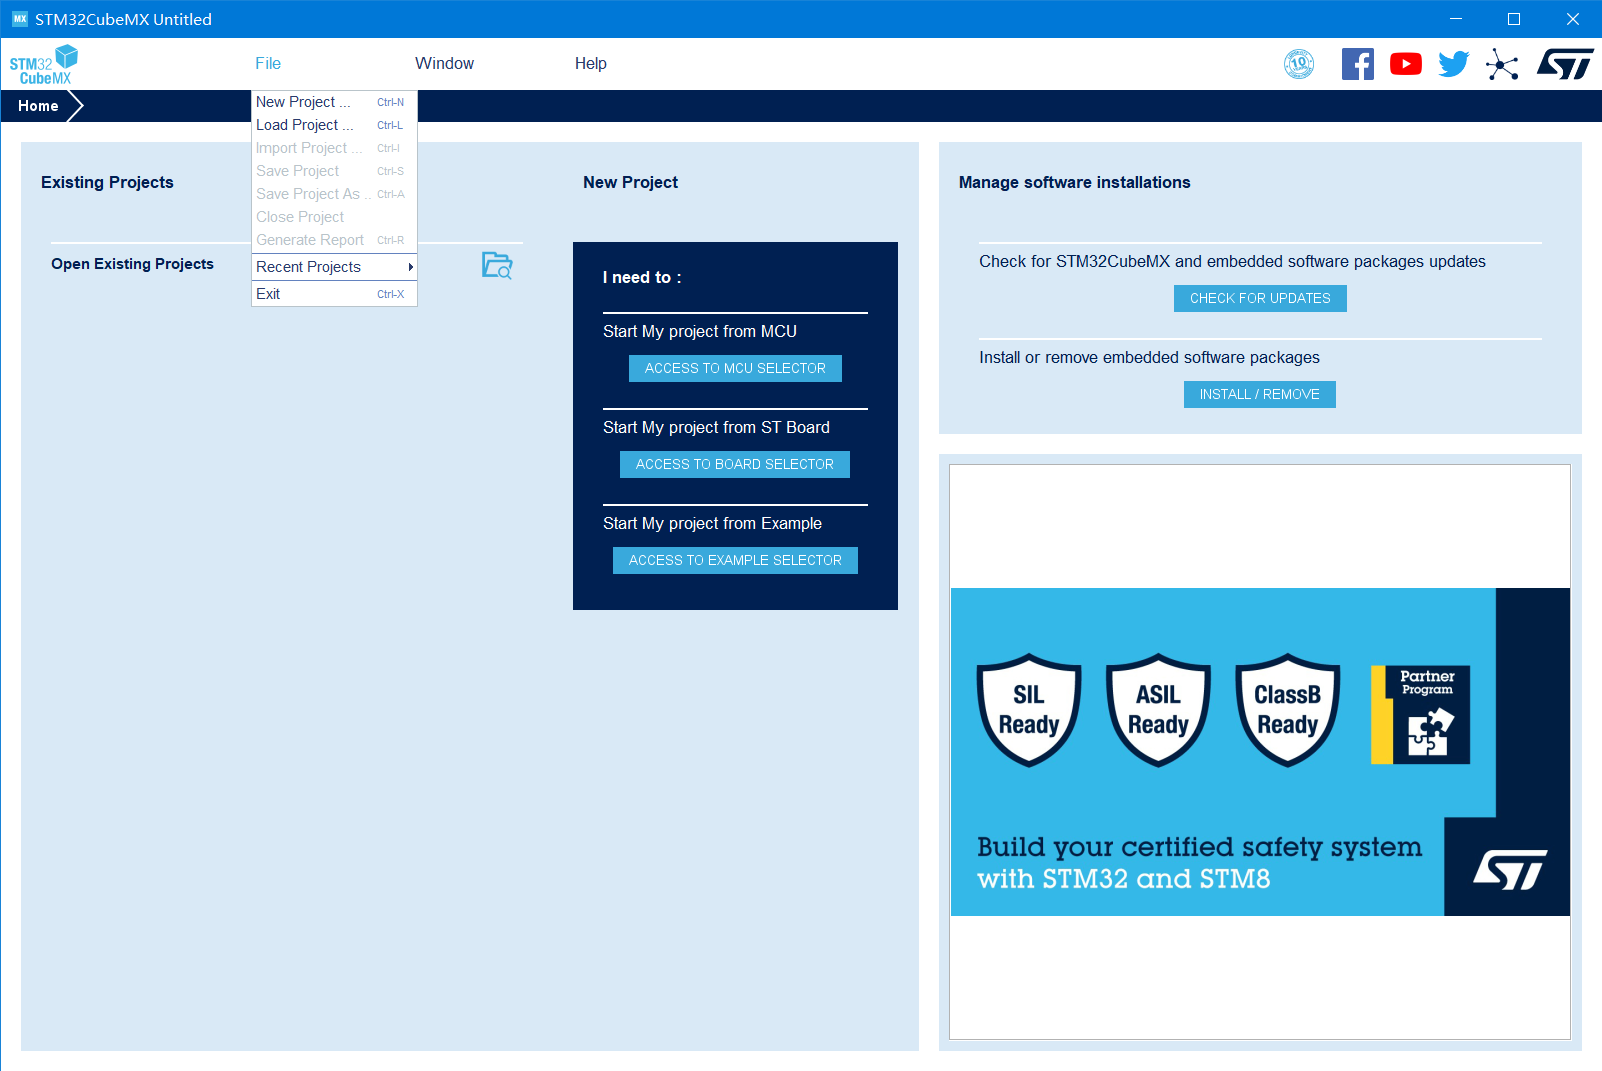 MX STM32CubeMX Untitled
STM32
CubeMX
File Window Help
10
Home
New Project ... Ctrl-N
Load Project ... Ctrl-L
Import Project ... Ctrl-I
Save Project Ctrl-S
Save Project As .. Ctrl-A
Close Project
Generate Report Ctrl-R
Recent Projects
Exit Ctrl-X
Existing Projects
Open Existing Projects
New Project
I need to :
Start My project from MCU
ACCESS TO MCU SELECTOR
Start My project from ST Board
ACCESS TO BOARD SELECTOR
Start My project from Example
ACCESS TO EXAMPLE SELECTOR
Manage software installations
Check for STM32CubeMX and embedded software packages updates
CHECK FOR UPDATES
Install or remove embedded software packages
INSTALL / REMOVE
SIL
Ready
ASIL
Ready
ClassB
Ready
Partner
Program
Build your certified safety system
with STM32 and STM8
ST